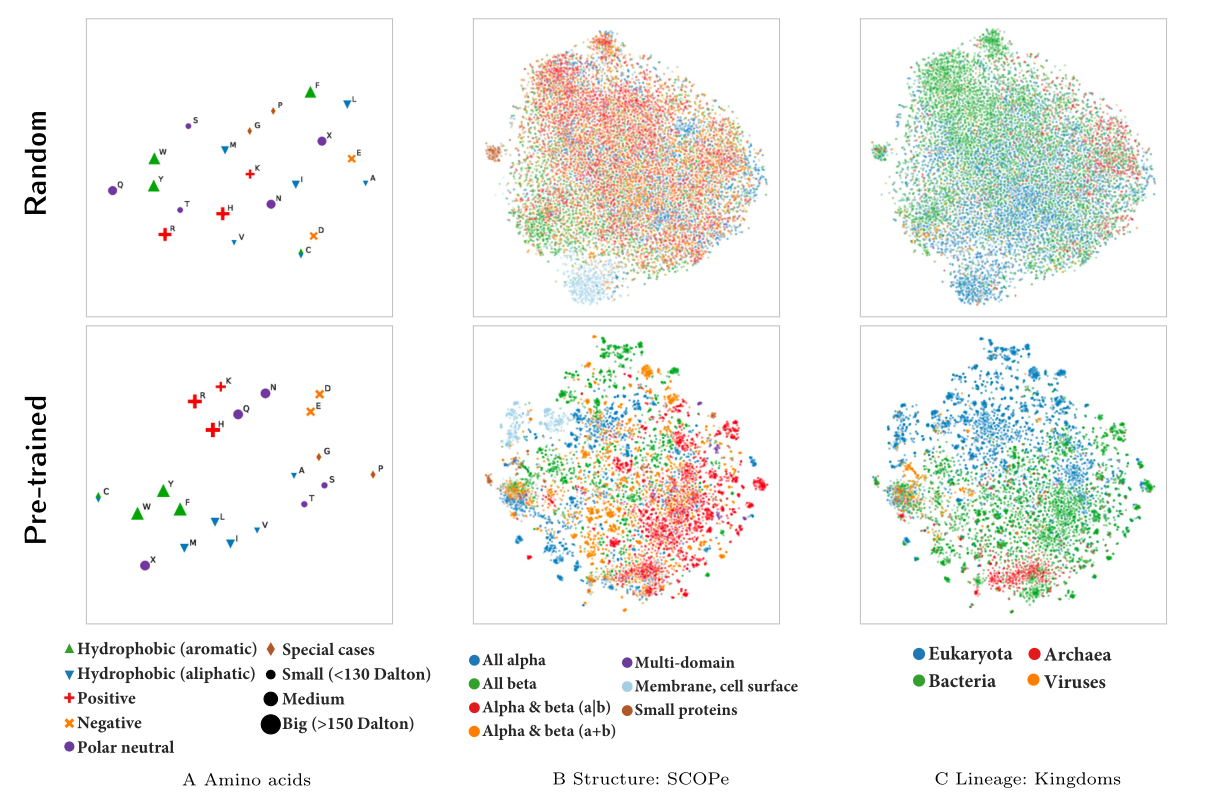 Random
F
L
P
S
G
X
M
W
E
K
Y
I
A
Q
N
T
H
R
V
D
C
Pre-trained
K
N
D
R
Q
E
H
G
P
A
Y
S
C
F
T
W
L
V
I
M
X
Hydrophobic (aromatic)
Hydrophobic (aliphatic)
Positive
Negative
Polar neutral
Special cases
Small (<130 Dalton)
Medium
Big (>150 Dalton)
All alpha
All beta
Alpha & beta (a|b)
Alpha & beta (a+b)
Multi-domain
Membrane, cell surface
Small proteins
Eukaryota
Bacteria
Archaea
Viruses
A Amino acids
B Structure: SCOPe
C Lineage: Kingdoms